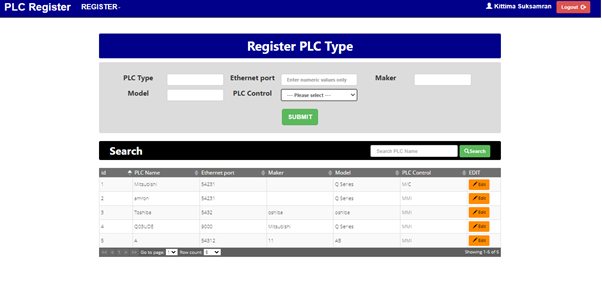 PLC Register REGISTER Kittima Suksamran Logout
Register PLC Type
PLC Type Ethernet port Enter numeric values only Maker
Model PLC Control --- Please select ---
SUBMIT
Search Search PLC Name Search
id PLC Name Ethernet port Maker Model PLC Control EDIT
1 Mitsubishi 54231 Q Series M/C Edit
2 amron 54231 Q Series MMI Edit
3 Toshiba 5432 oshiba oshiba MMI Edit
4 Q03UDE 9600 Mitsubishi Q Series MMI Edit
5 A 54312 11 AB MMI Edit
Go to page: 1 Row count: 5 Showing 1-5 of 5